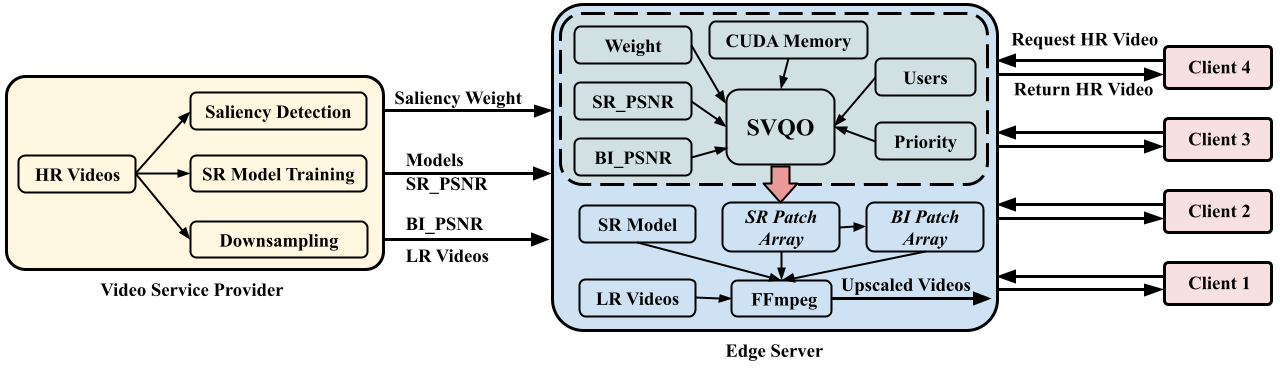 HR Videos
Saliency Detection
SR Model Training
Downsampling
Video Service Provider
Saliency Weight
Models
SR_PSNR
BI_PSNR
LR Videos
Weight
CUDA Memory
SR_PSNR
Users
SVQO
BI_PSNR
Priority
SR Model
SR Patch
Array
BI Patch
Array
LR Videos
FFmpeg
Upscaled Videos
Edge Server
Request HR Video
Return HR Video
Client 4
Client 3
Client 2
Client 1